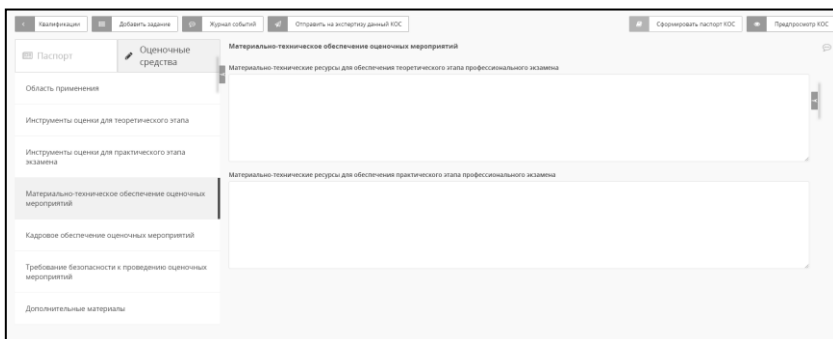 Квалификации
Добавить задание
Журнал событий
Отправить на экспертизу данный КОС
Сформировать паспорт КОС
Предпросмотр КОС
Паспорт
Оценочные
средства
Область применения
Инструменты оценки для теоретического этапа
Инструменты оценки для практического этапа
экзамена
Материально-техническое обеспечение оценочных
мероприятий
Кадровое обеспечение оценочных мероприятий
Требование безопасности к проведению оценочных
мероприятий
Дополнительные материалы
Материально-техническое обеспечение оценочных мероприятий
Материально-технические ресурсы для обеспечения теоретического этапа профессионального экзамена
Материально-технические ресурсы для обеспечения практического этапа профессионального экзамена